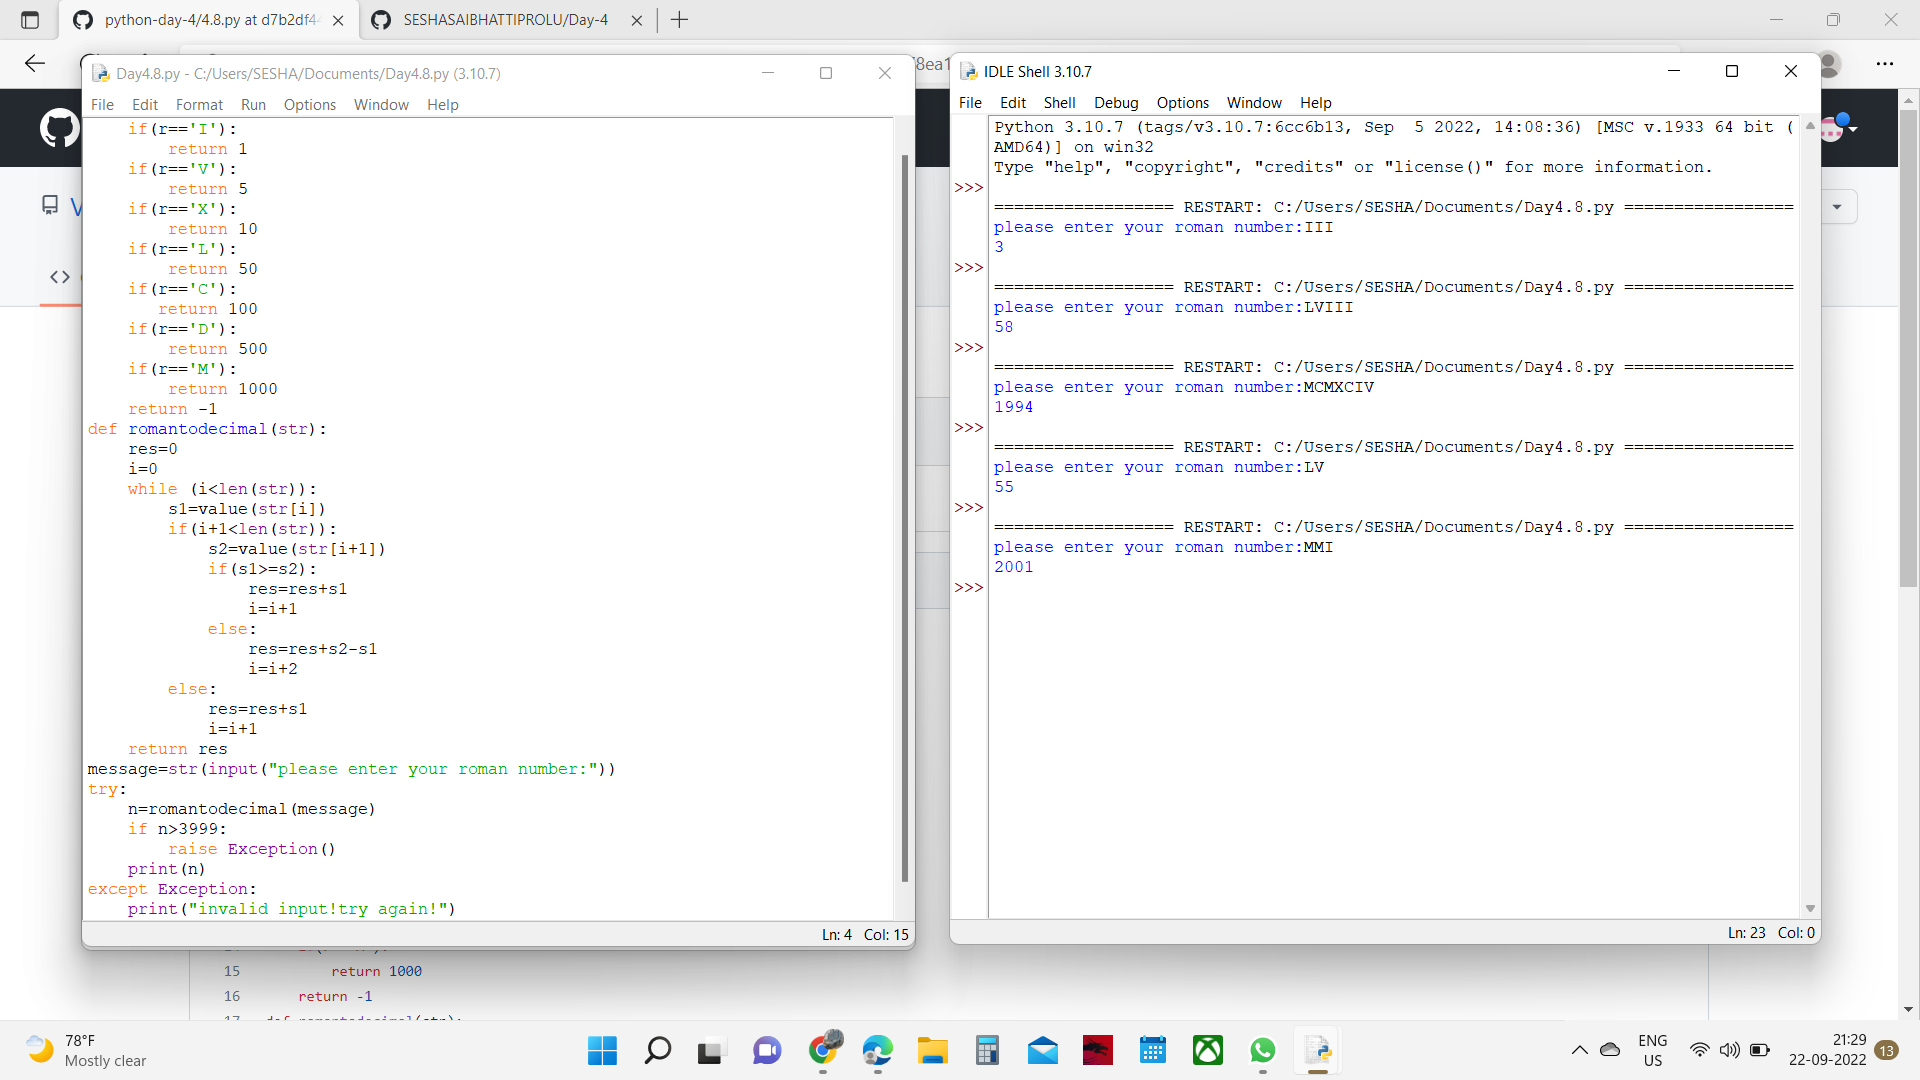 python-day-4/4.8.py at d7b2df4
SESHASAIBHATTIPROLU/Day-4
8ea1
Day4.8.py - C:/Users/SESHA/Documents/Day4.8.py (3.10.7)
File Edit Format Run Options Window Help
    if(r=='I'):
        return 1
    if(r=='V'):
        return 5
    if(r=='X'):
        return 10
    if(r=='L'):
        return 50
    if(r=='C'):
       return 100
    if(r=='D'):
        return 500
    if(r=='M'):
        return 1000
    return -1
def romantodecimal(str):
    res=0
    i=0
    while (i<len(str)):
        s1=value(str[i])
        if(i+1<len(str)):
            s2=value(str[i+1])
            if(s1>=s2):
                res=res+s1
                i=i+1
            else:
                res=res+s2-s1
                i=i+2
        else:
            res=res+s1
            i=i+1
    return res
message=str(input("please enter your roman number:"))
try:
    n=romantodecimal(message)
    if n>3999:
        raise Exception()
    print(n)
except Exception:
    print("invalid input!try again!")
Ln: 4 Col: 15
IDLE Shell 3.10.7
File Edit Shell Debug Options Window Help
Python 3.10.7 (tags/v3.10.7:6cc6b13, Sep  5 2022, 14:08:36) [MSC v.1933 64 bit (
AMD64)] on win32
Type "help", "copyright", "credits" or "license()" for more information.
>>>
================== RESTART: C:/Users/SESHA/Documents/Day4.8.py =================
please enter your roman number:III
3
>>>
================== RESTART: C:/Users/SESHA/Documents/Day4.8.py =================
please enter your roman number:LVIII
58
>>>
================== RESTART: C:/Users/SESHA/Documents/Day4.8.py =================
please enter your roman number:MCMXCIV
1994
>>>
================== RESTART: C:/Users/SESHA/Documents/Day4.8.py =================
please enter your roman number:LV
55
>>>
================== RESTART: C:/Users/SESHA/Documents/Day4.8.py =================
please enter your roman number:MMI
2001
>>>
Ln: 23 Col: 0
15 return 1000
16 return -1
78°F
Mostly clear
ENG
US
21:29
22-09-2022
13